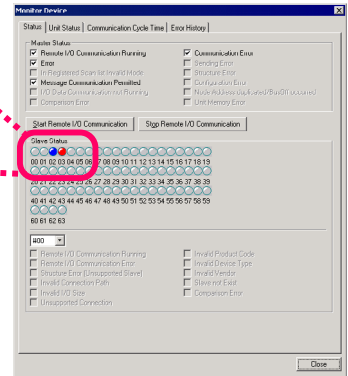 Monitor Device
Status Unit Status Communication Cycle Time Error History
Master Status
Remote I/O Communication Running Communication Error
Error Sending Error
In Registered Scan list Invalid Mode Structure Error
Message Communication Permitted Configuration Error
I/O Data Communication not Running Node Address duplicated/BusOff occurred
Comparison Error Unit Memory Error
Start Remote I/O Communication Stop Remote I/O Communication
Slave Status
00 01 02 03 04 05 06 07 08 09 10 11 12 13 14 15 16 17 18 19
20 21 22 23 24 25 26 27 28 29 30 31 32 33 34 35 36 37 38 39
40 41 42 43 44 45 46 47 48 49 50 51 52 53 54 55 56 57 58 59
60 61 62 63
#00
Remote I/O Communication Running Invalid Product Code
Remote I/O Communication Error Invalid Device Type
Structure Error (Unsupported Slave) Invalid Vendor
Invalid Connection Path Slave not Exist
Invalid I/O Size Comparison Error
Unsupported Connection
Close